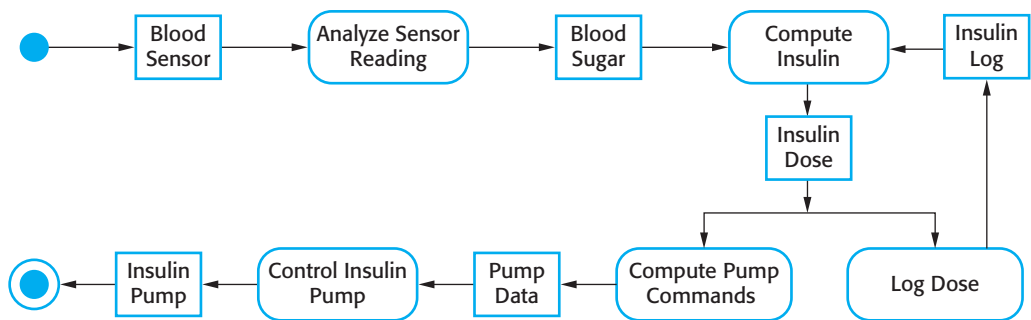 Blood
Sensor
Analyze Sensor
Reading
Blood
Sugar
Compute
Insulin
Insulin
Log
Insulin
Dose
Insulin
Pump
Control Insulin
Pump
Pump
Data
Compute Pump
Commands
Log Dose